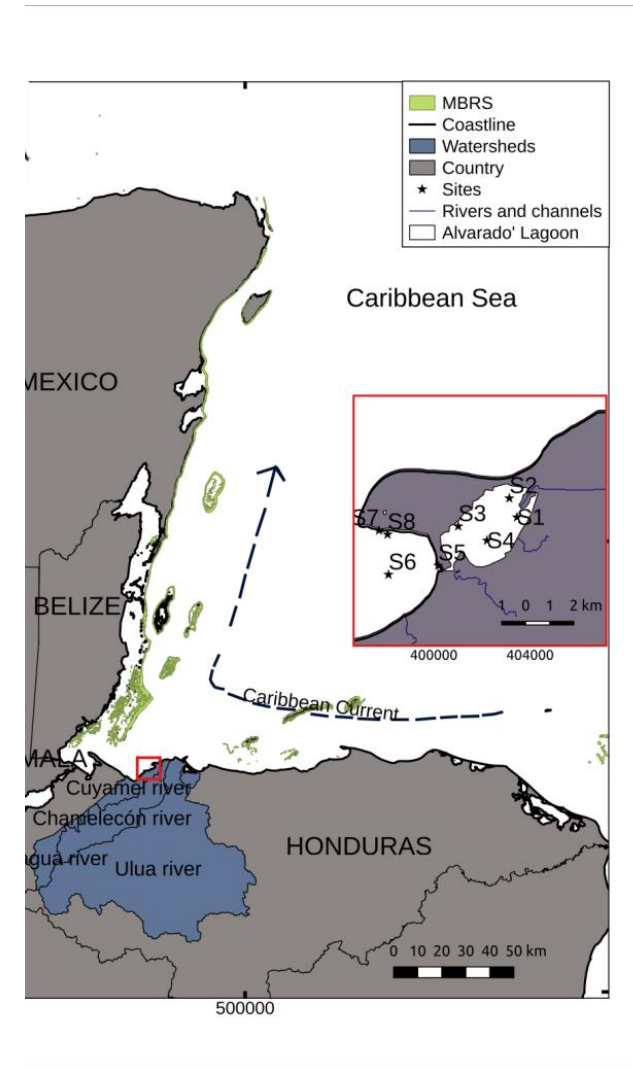 MBRS
Coastline
Watersheds
Country
Sites
Rivers and channels
Alvarado' Lagoon
Caribbean Sea
MEXICO
S2
S7
S8
S3
S1
S4
S5
S6
1 0 1 2 km
400000 404000
BELIZE
Caribbean Current
MALA
Cuyamel river
Chamelecón river
agua river
Ulua river
HONDURAS
0 10 20 30 40 50 km
500000